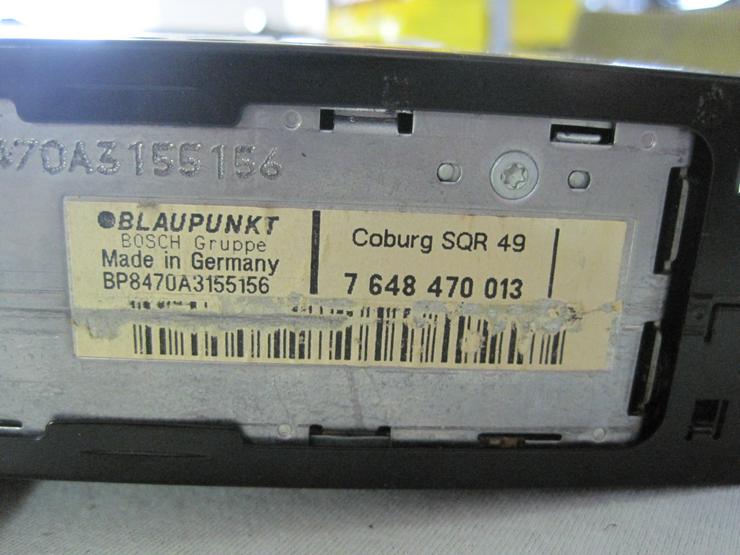 470A3155156
BLAUPUNKT
BOSCH Gruppe
Made in Germany
BP8470A3155156
Coburg SQR 49
7 648 470 013